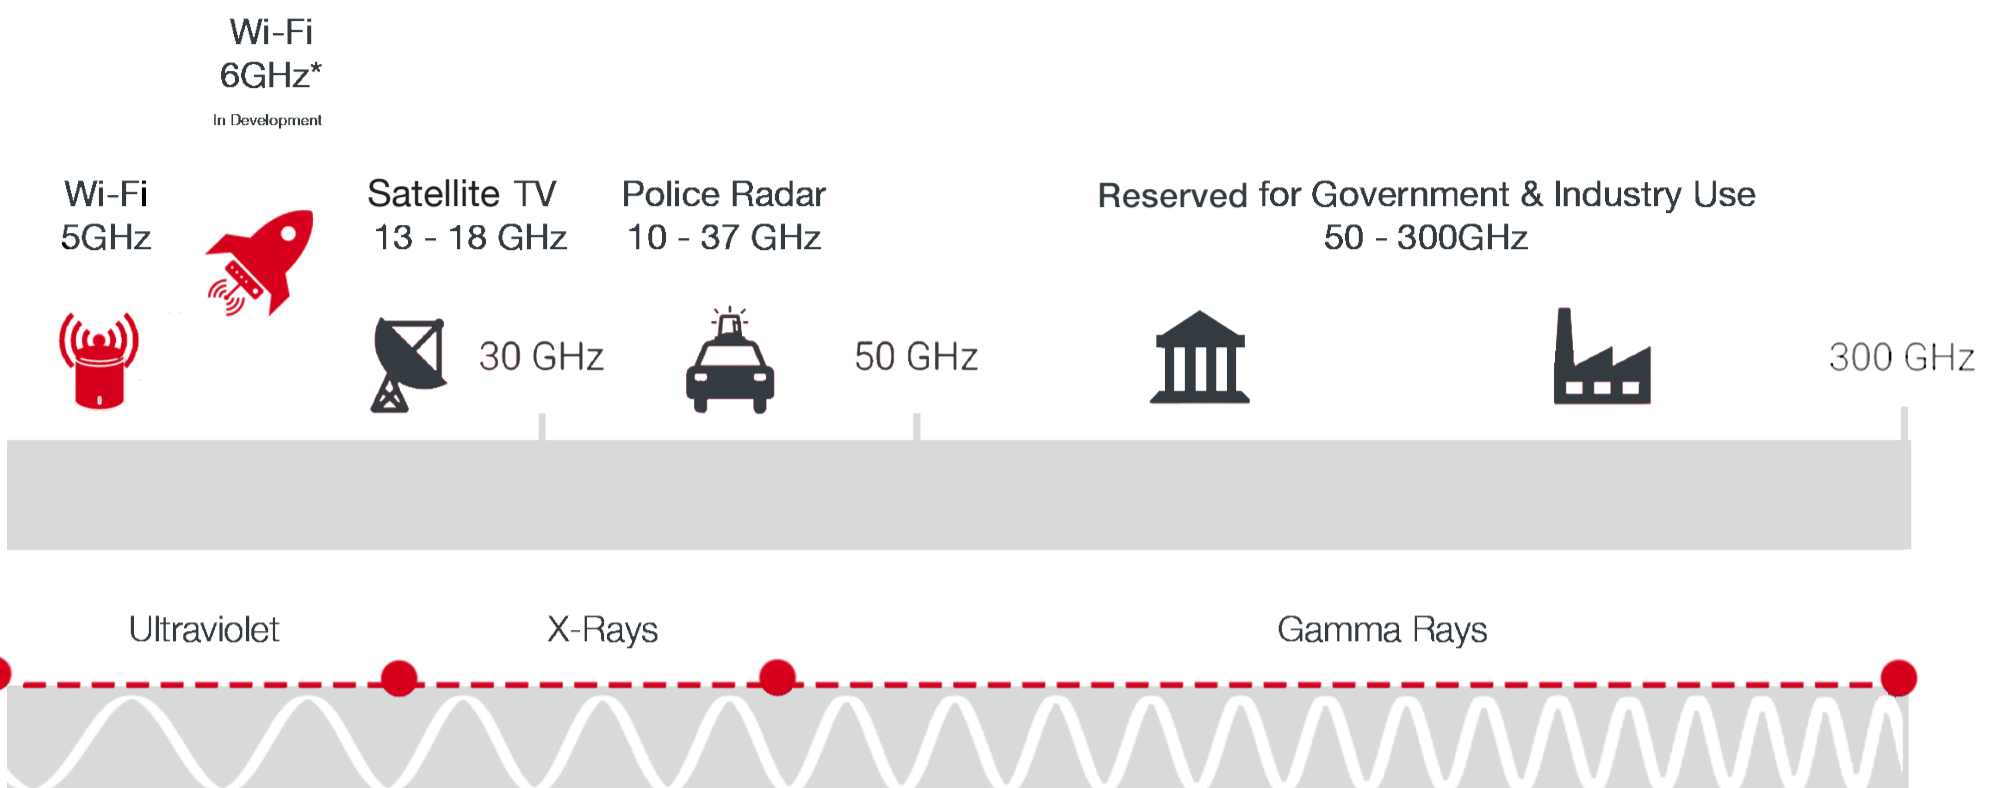 Wi-Fi
6GHz*
In Development
Wi-Fi
5GHz
Satellite TV
13 - 18 GHz
Police Radar
10 - 37 GHz
Reserved for Government & Industry Use
50 - 300GHz
30 GHz
50 GHz
300 GHz
Ultraviolet
X-Rays
Gamma Rays